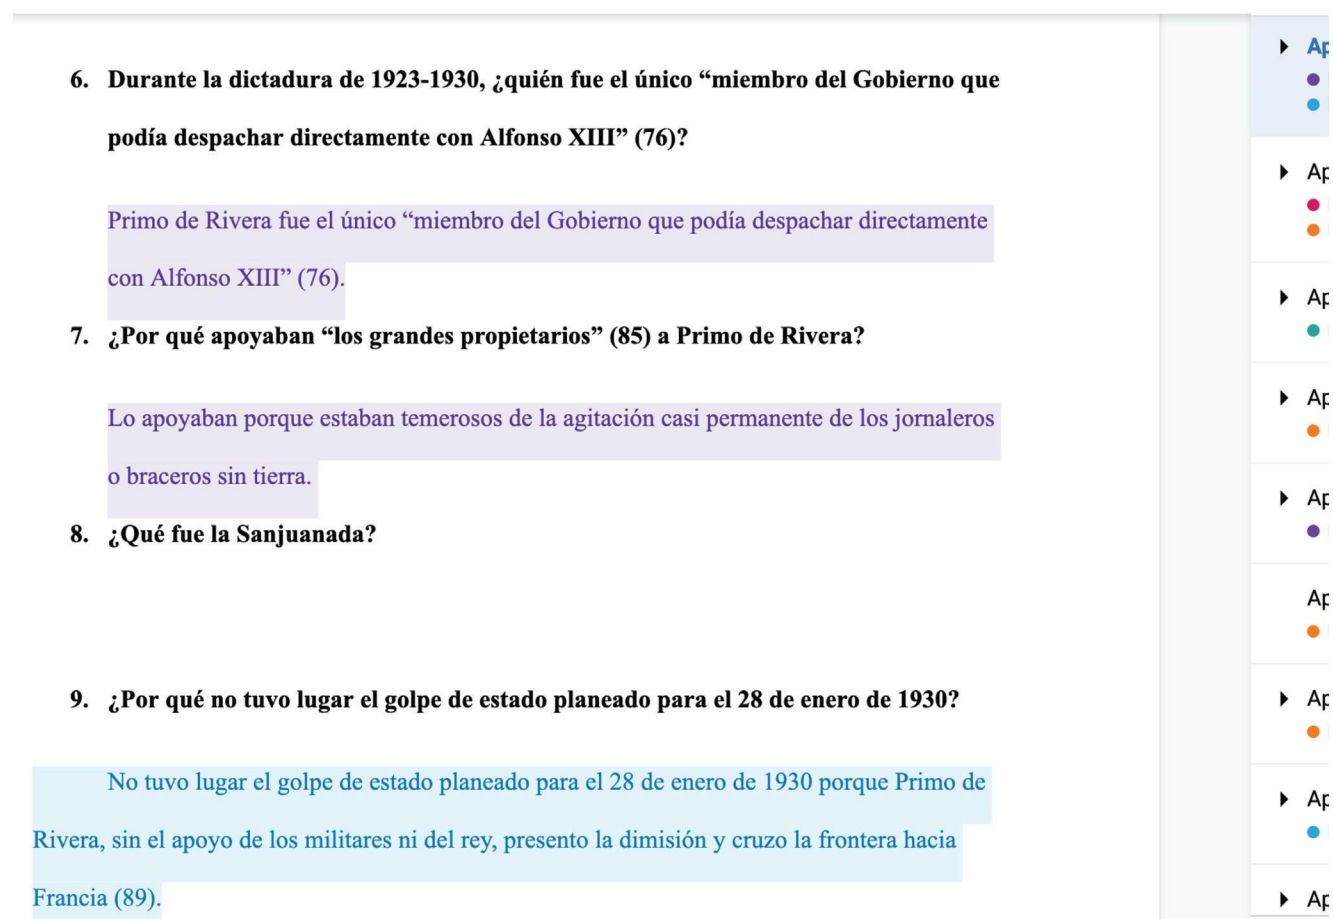 6. Durante la dictadura de 1923-1930, ¿quién fue el único “miembro del Gobierno que
podía despachar directamente con Alfonso XIII” (76)?
Primo de Rivera fue el único “miembro del Gobierno que podía despachar directamente
con Alfonso XIII” (76).
7. ¿Por qué apoyaban “los grandes propietarios” (85) a Primo de Rivera?
Lo apoyaban porque estaban temerosos de la agitación casi permanente de los jornaleros
o braceros sin tierra.
8. ¿Qué fue la Sanjuanada?
9. ¿Por qué no tuvo lugar el golpe de estado planeado para el 28 de enero de 1930?
No tuvo lugar el golpe de estado planeado para el 28 de enero de 1930 porque Primo de
Rivera, sin el apoyo de los militares ni del rey, presento la dimisión y cruzo la frontera hacia
Francia (89).